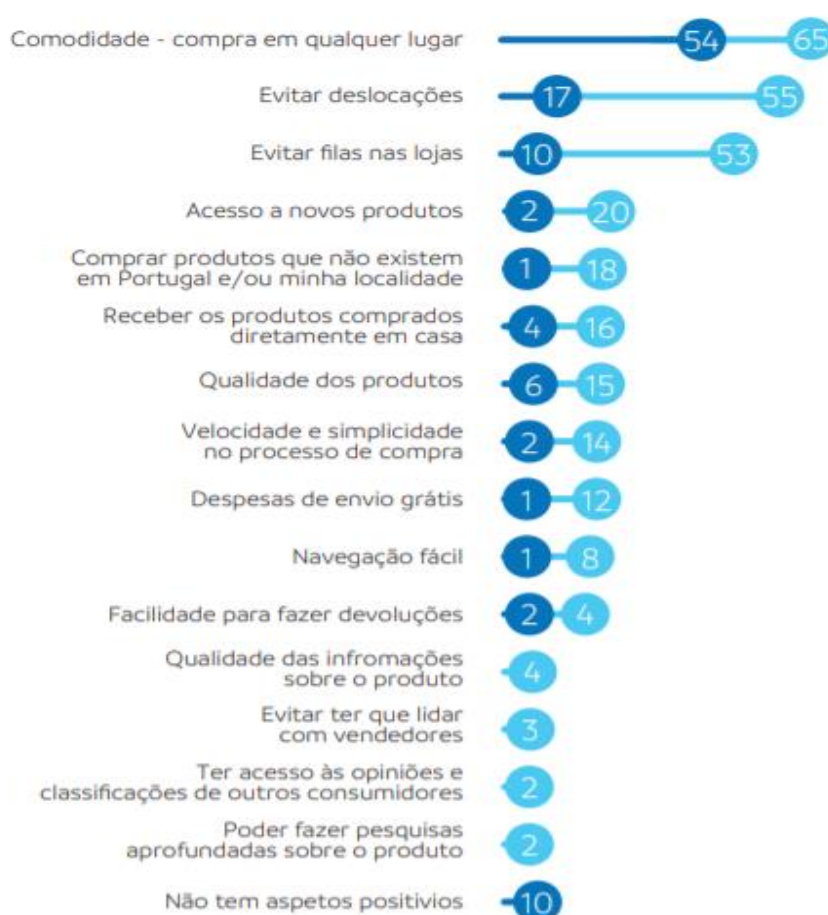 Comodidade - compra em qualquer lugar 54 65
Evitar deslocações 17 55
Evitar filas nas lojas 10 53
Acesso a novos produtos 2 20
Comprar produtos que não existem
em Portugal e/ou minha localidade 1 18
Receber os produtos comprados
diretamente em casa 4 16
Qualidade dos produtos 6 15
Velocidade e simplicidade
no processo de compra 2 14
Despesas de envio grátis 1 12
Navegação fácil 1 8
Facilidade para fazer devoluções 2 4
Qualidade das infromações
sobre o produto 4
Evitar ter que lidar
com vendedores 3
Ter acesso às opiniões e
classificações de outros consumidores 2
Poder fazer pesquisas
aprofundadas sobre o produto 2
Não tem aspetos positivios 10